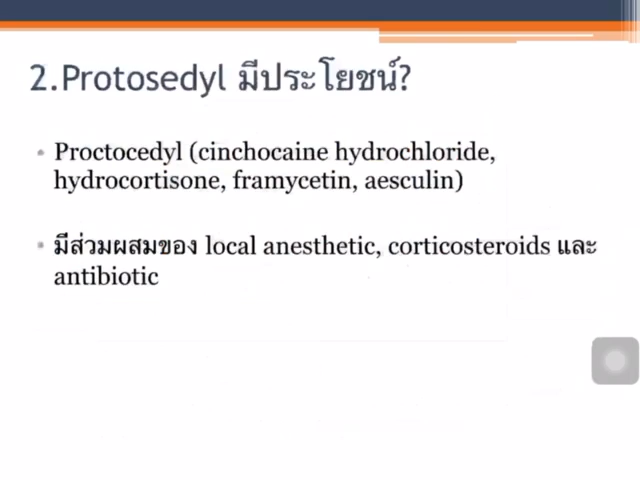 2.Protosedyl มีประโยชน์?
• Proctocedyl (cinchocaine hydrochloride,
hydrocortisone, framycetin, aesculin)
• มีส่วมผสมของ local anesthetic, corticosteroids และ
antibiotic